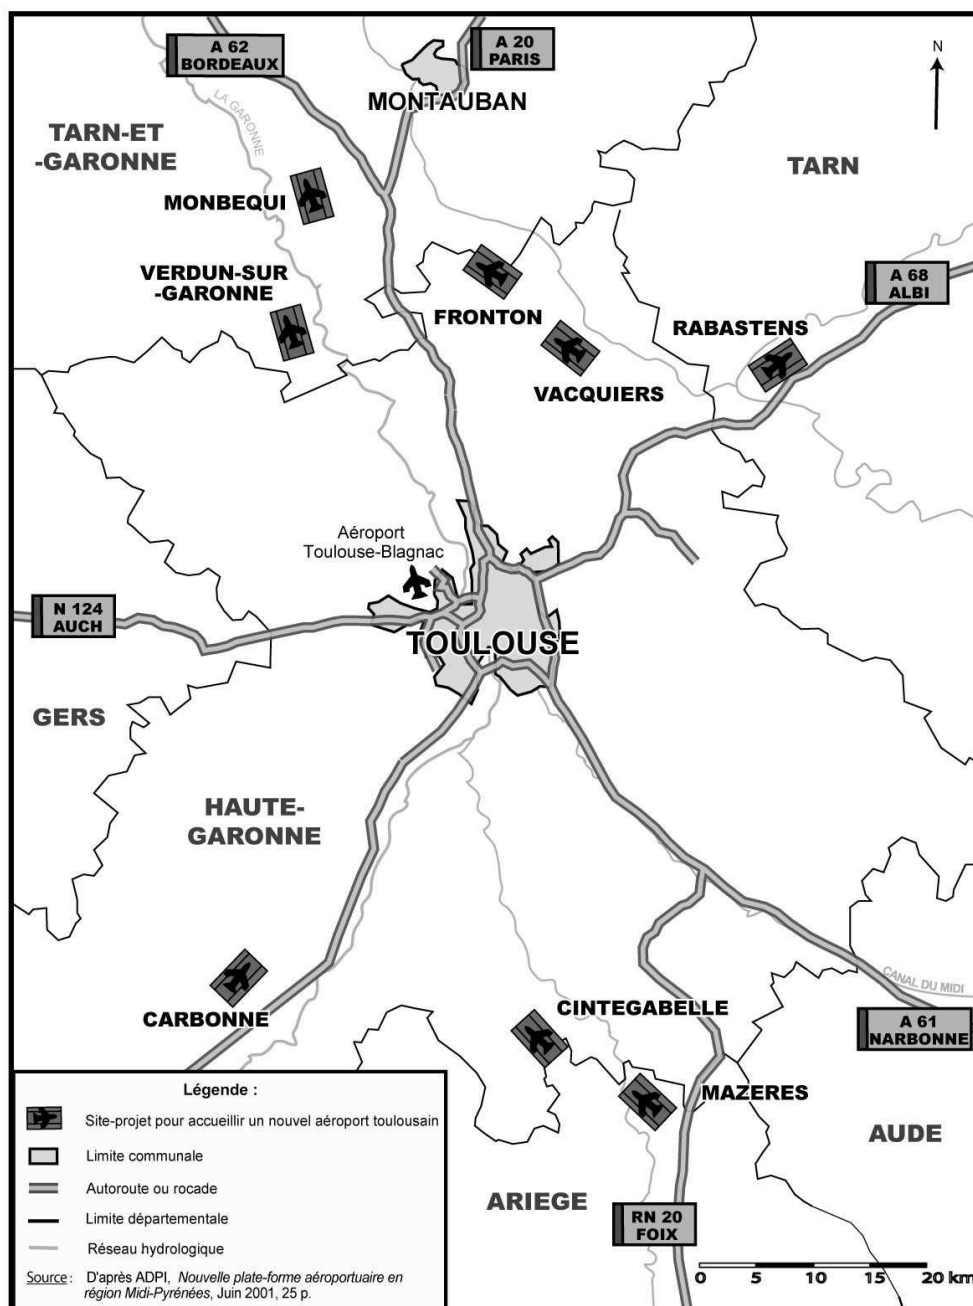 A 62
BORDEAUX
A 20
PARIS
N
MONTAUBAN
LA GARONNE
TARN-ET
-GARONNE
TARN
MONBEQUI
VERDUN-SUR
-GARONNE
A 68
ALBI
FRONTON
RABASTENS
VACQUIERS
Aéroport
Toulouse-Blagnac
N 124
AUCH
TOULOUSE
GERS
HAUTE-
GARONNE
CANAL DU MIDI
CINTEGABELLE
CARBONNE
A 61
NARBONNE
MAZERES
AUDE
ARIEGE
RN 20
FOIX
Légende :
Site-projet pour accueillir un nouvel aéroport toulousain
Limite communale
Autoroute ou rocade
Limite départementale
Réseau hydrologique
Source : D'après ADPI, Nouvelle plate-forme aéroportuaire en
région Midi-Pyrénées, Juin 2001, 25 p.
0 5 10 15 20 km